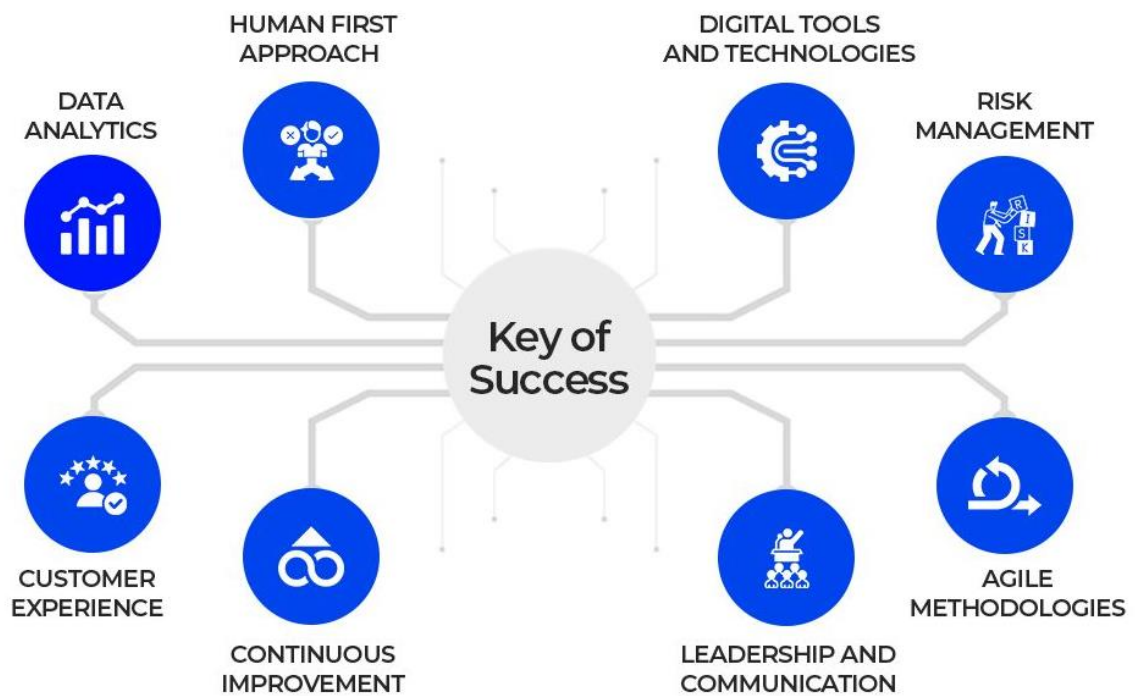 HUMAN FIRST
APPROACH
DIGITAL TOOLS
AND TECHNOLOGIES
DATA
ANALYTICS
RISK
MANAGEMENT
R
I
S
K
Key of
Success
CUSTOMER
EXPERIENCE
AGILE
METHODOLOGIES
CONTINUOUS
IMPROVEMENT
LEADERSHIP AND
COMMUNICATION